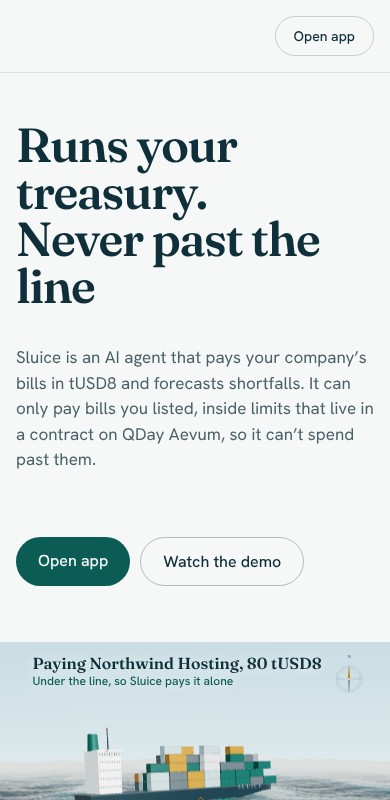 Open app
Runs your
treasury.
Never past the
line
Sluice is an AI agent that pays your company’s
bills in tUSD8 and forecasts shortfalls. It can
only pay bills you listed, inside limits that live in
a contract on QDay Aevum, so it can’t spend
past them.
Open app
Watch the demo
Paying Northwind Hosting, 80 tUSD8
Under the line, so Sluice pays it alone
N